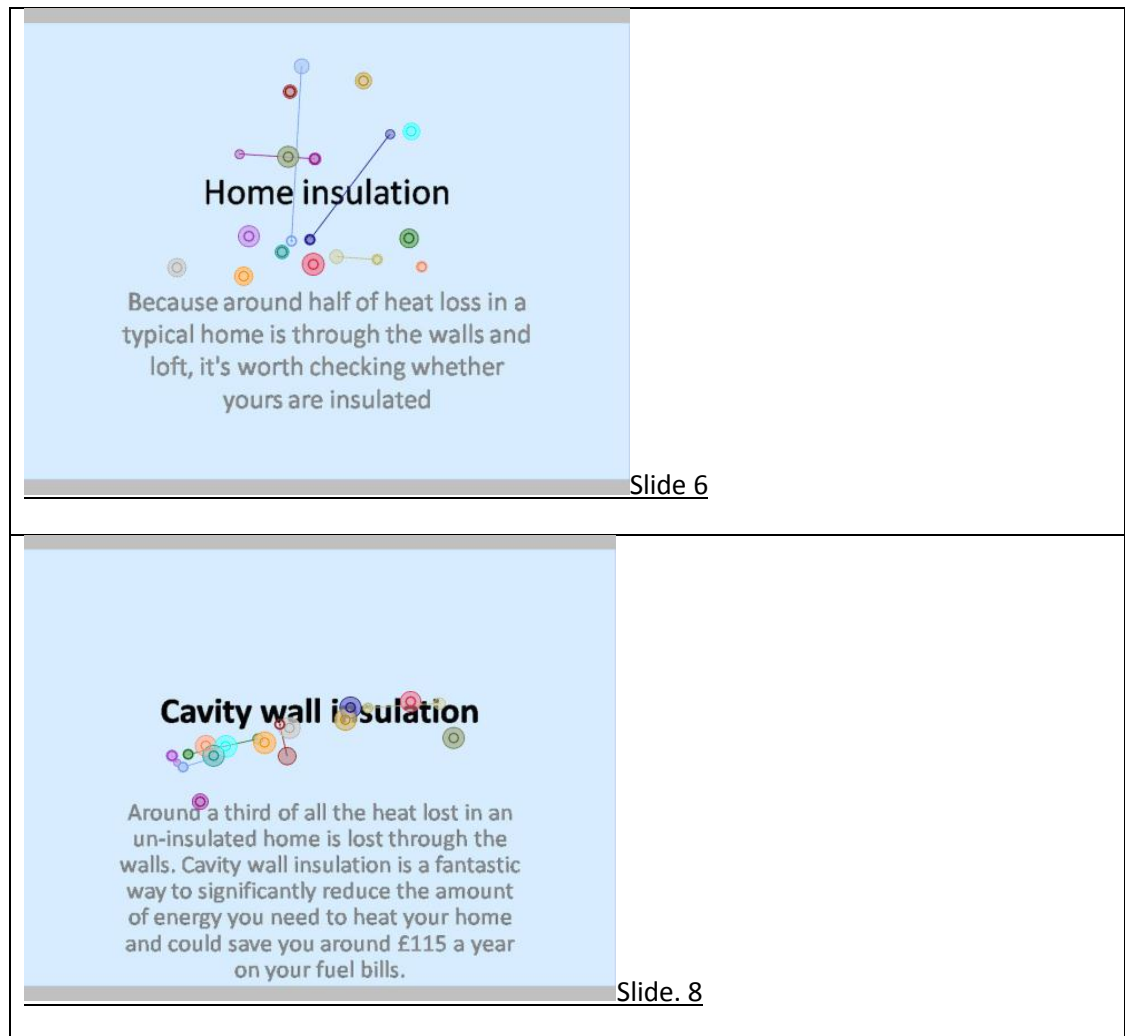 Home insulation
Because around half of heat loss in a
typical home is through the walls and
loft, it's worth checking whether
yours are insulated
Slide 6
Cavity wall insulation
Around a third of all the heat lost in an
un-insulated home is lost through the
walls. Cavity wall insulation is a fantastic
way to significantly reduce the amount
of energy you need to heat your home
and could save you around £115 a year
on your fuel bills.
Slide. 8